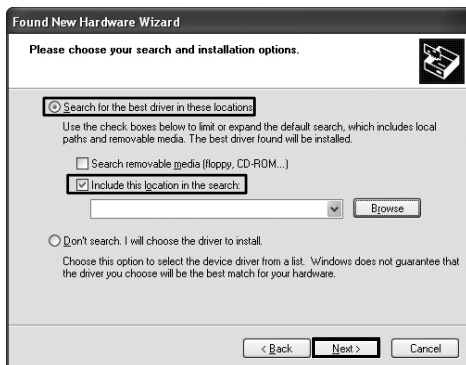 Found New Hardware Wizard
Please choose your search and installation options.
Search for the best driver in these locations
Use the check boxes below to limit or expand the default search, which includes local
paths and removable media. The best driver found will be installed.
Search removable media (floppy, CD-ROM...)
Include this location in the search:
Browse
Don't search. I will choose the driver to install.
Choose this option to select the device driver from a list. Windows does not guarantee that
the driver you choose will be the best match for your hardware.
< Back Next > Cancel